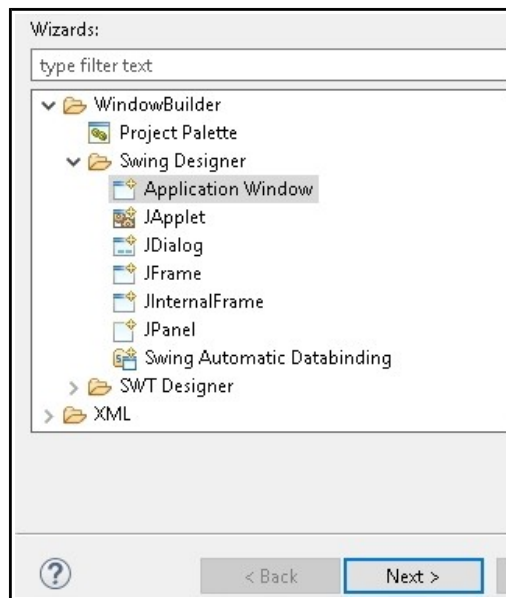 Wizards:
type filter text
WindowBuilder
Project Palette
Swing Designer
Application Window
JApplet
JDialog
JFrame
JInternalFrame
JPanel
Swing Automatic Databinding
SWT Designer
XML
?
< Back
Next >